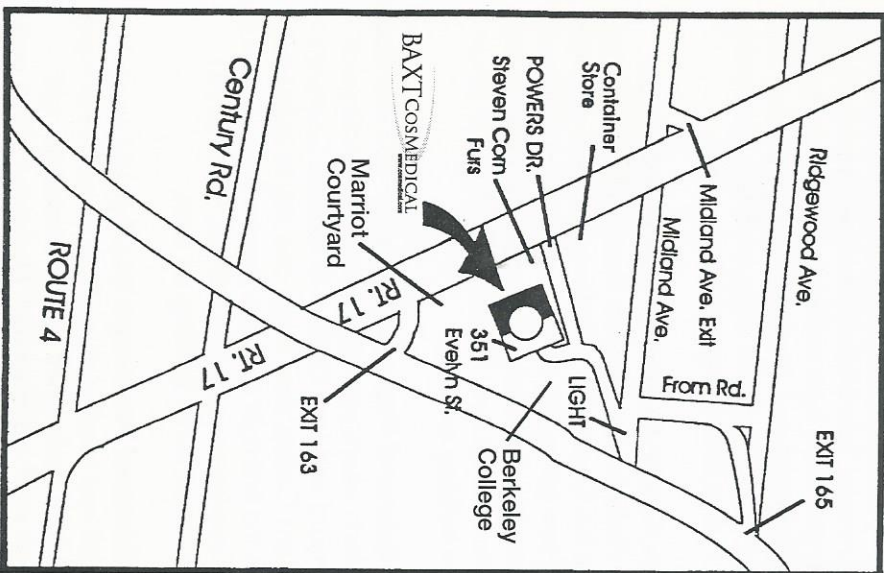 Ridgewood Ave.
EXIT 165
Midland Ave. Exit
Midland Ave.
From Rd.
Container
Store
LIGHT
POWERS DR.
Steven Corn
Furs
351
Evelyn St.
Berkeley
College
BAXT COSMEDICAL
www.cosmedical.com
Marriot
Courtyard
RT. 17
EXIT 163
Century Rd.
RT. 17
ROUTE 4